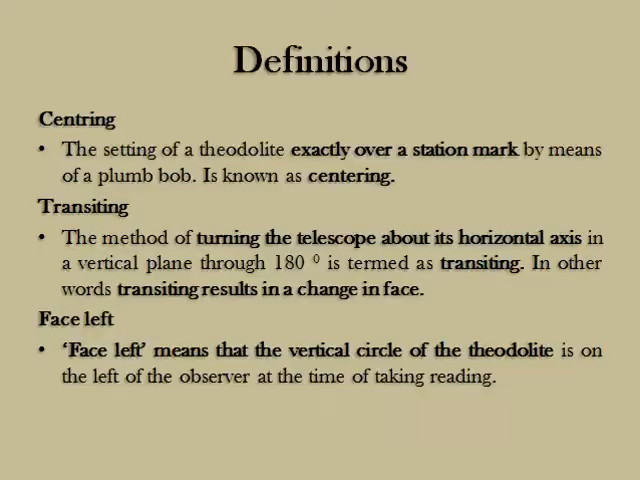 Definitions
Centring
• The setting of a theodolite exactly over a station mark by means
of a plumb bob. Is known as centering.
Transiting
• The method of turning the telescope about its horizontal axis in
a vertical plane through 180 ⁰ is termed as transiting. In other
words transiting results in a change in face.
Face left
• ‘Face left’ means that the vertical circle of the theodolite is on
the left of the observer at the time of taking reading.